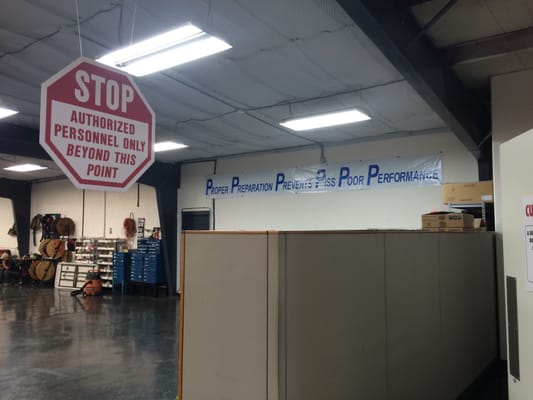 STOP
AUTHORIZED
PERSONNEL ONLY
BEYOND THIS
POINT
PROPER PREPARATION PREVENTS PISS POOR PERFORMANCE